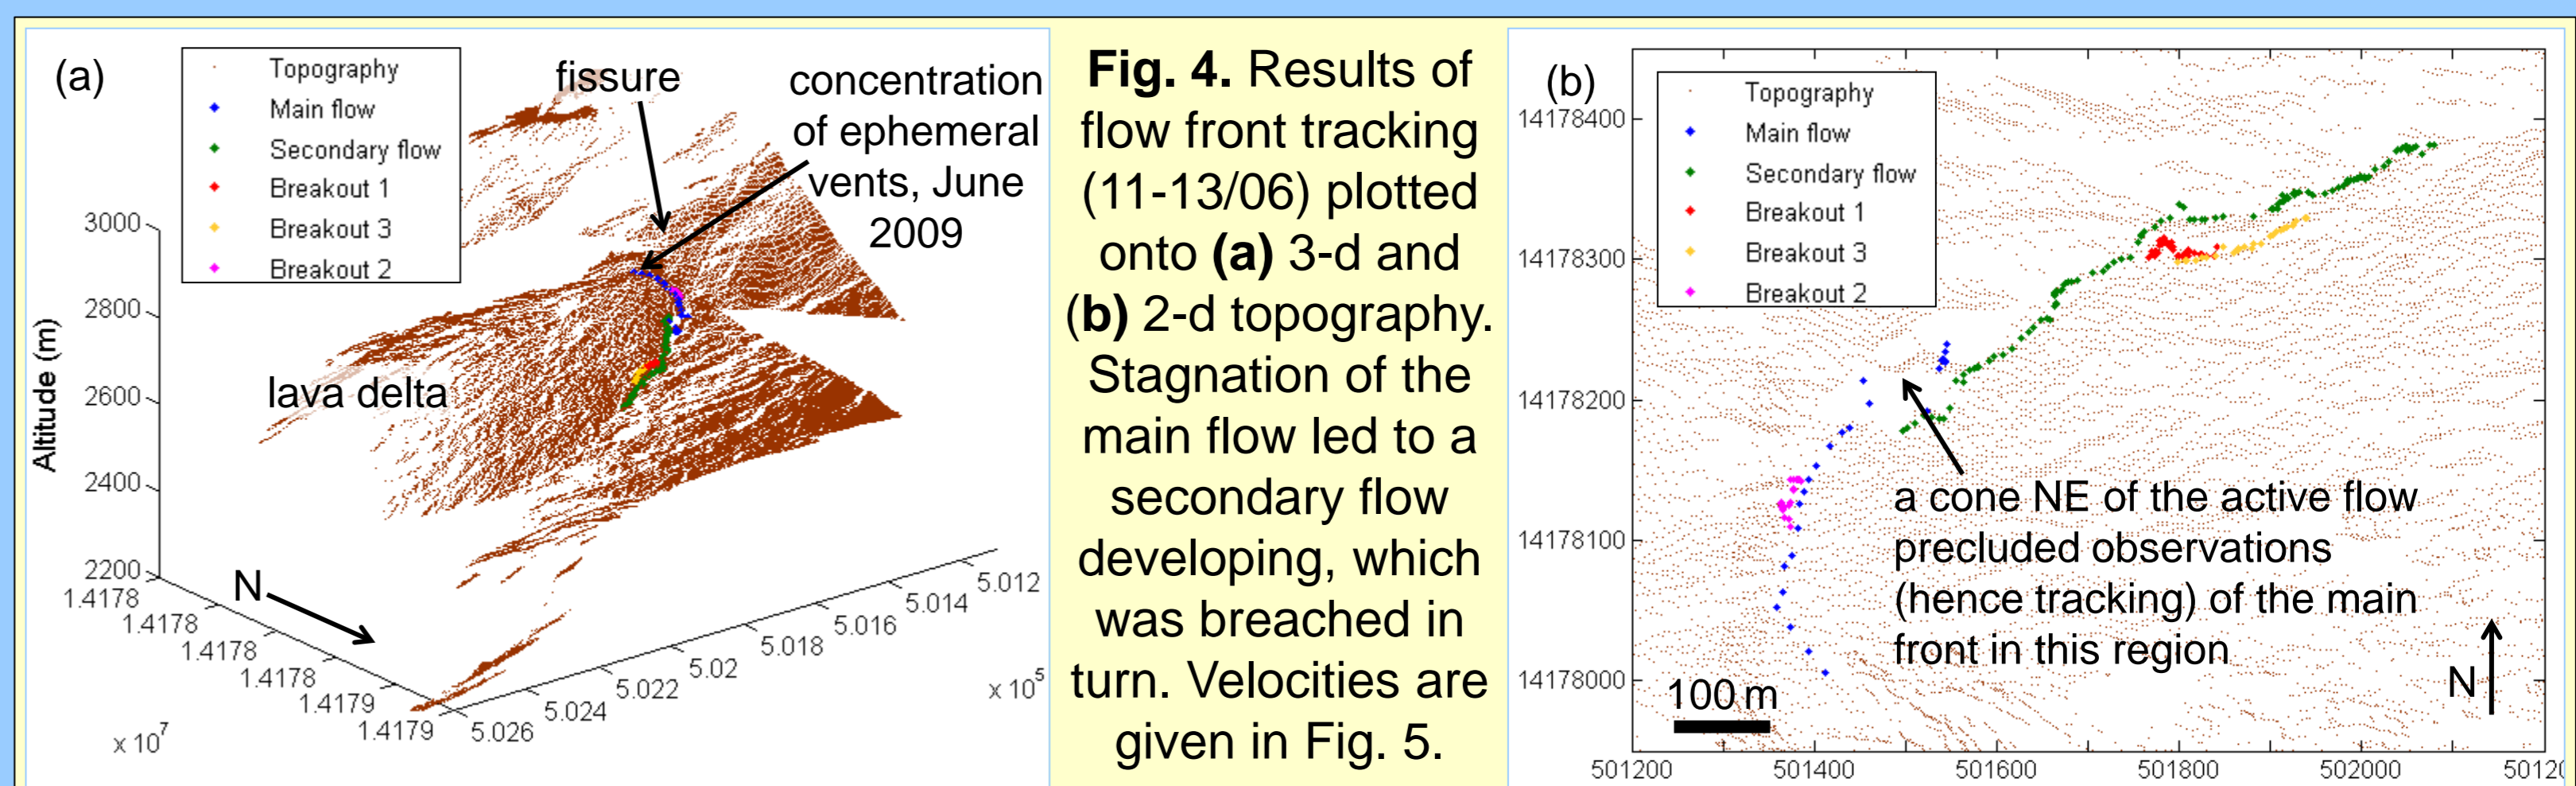 (a)
Topography
Main flow
Secondary flow
Breakout 1
Breakout 3
Breakout 2
fissure
concentration
of ephemeral
vents, June
2009
lava delta
Altitude (m)
3000
2800
2600
2400
2200
N
1.4178
1.4178
1.4178
1.4178
1.4179
1.4179
x 10⁷
5.026
5.024
5.022
5.02
5.018
5.016
5.014
5.012
x 10⁵
Fig. 4. Results of
flow front tracking
(11-13/06) plotted
onto (a) 3-d and
(b) 2-d topography.
Stagnation of the
main flow led to a
secondary flow
developing, which
was breached in
turn. Velocities are
given in Fig. 5.
(b)
Topography
Main flow
Secondary flow
Breakout 1
Breakout 3
Breakout 2
14178400
14178300
14178200
14178100
14178000
a cone NE of the active flow
precluded observations
(hence tracking) of the main
front in this region
N
100 m
501200
501400
501600
501800
502000